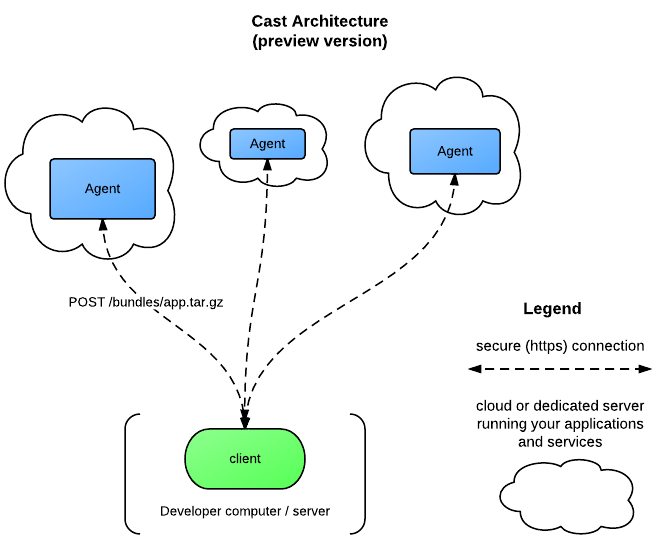 Cast Architecture
(preview version)
Agent
Agent
Agent
POST /bundles/app.tar.gz
Legend
secure (https) connection
cloud or dedicated server
running your applications
and services
client
Developer computer / server